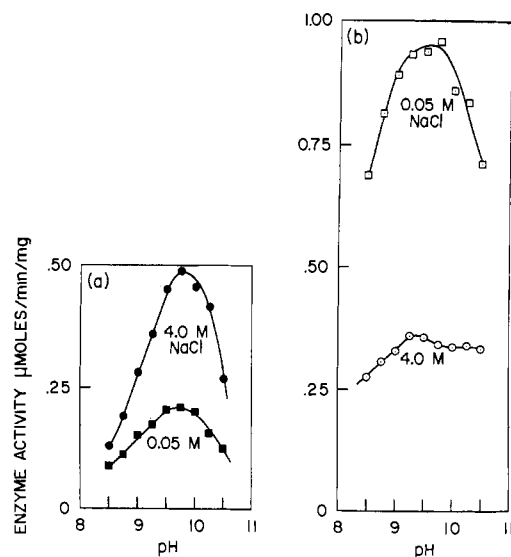 ENZYME ACTIVITY μMOLES/min/mg
(a)
.50
.25
0
4.0 M
NaCl
0.05 M
8 9 10 11
pH
(b)
1.00
0.75
.50
0.25
0
0.05 M
NaCl
4.0 M
8 9 10 11
pH